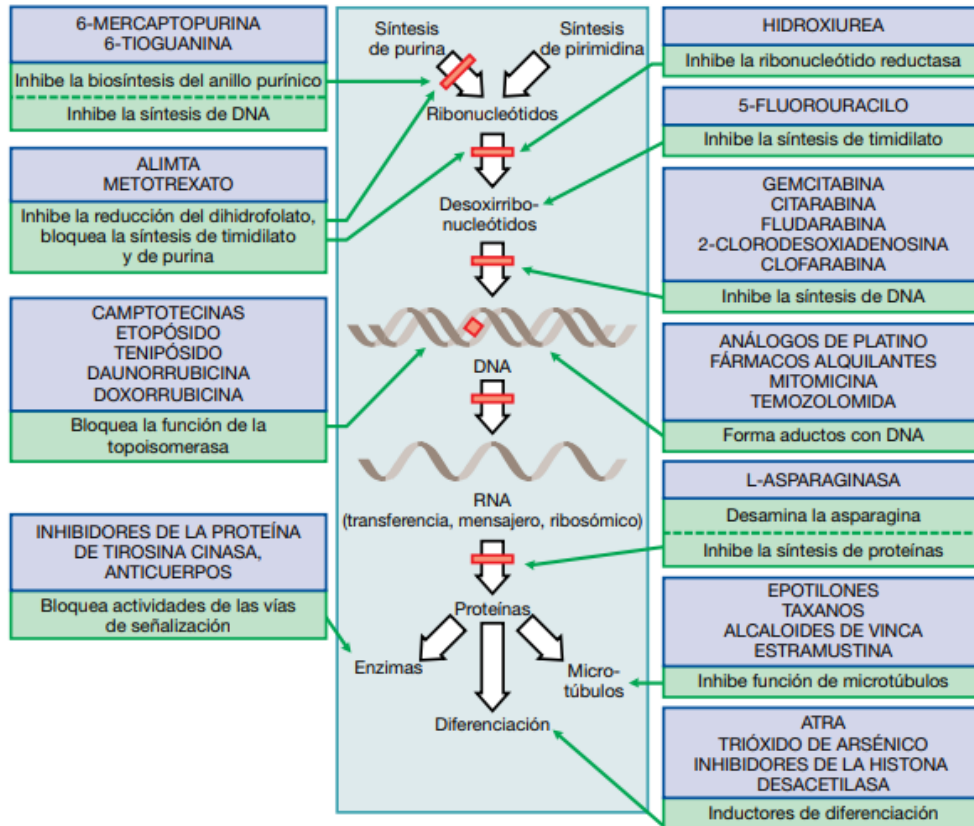 6-MERCAPTOPURINA
6-TIOGUANINA
Inhibe la biosíntesis del anillo purínico
Inhibe la síntesis de DNA
ALIMTA
METOTREXATO
Inhibe la reducción del dihidrofolato,
bloquea la síntesis de timidilato
y de purina
CAMPTOTECINAS
ETOPÓSIDO
TENIPÓSIDO
DAUNORRUBICINA
DOXORRUBICINA
Bloquea la función de la
topoisomerasa
INHIBIDORES DE LA PROTEÍNA
DE TIROSINA CINASA,
ANTICUERPOS
Bloquea actividades de las vías
de señalización
Síntesis
de purina
Síntesis
de pirimidina
Ribonucleótidos
Desoxirribo-
nucleótidos
DNA
RNA
(transferencia, mensajero, ribosómico)
Proteínas
Enzimas
Micro-
túbulos
Diferenciación
HIDROXIUREA
Inhibe la ribonucleótido reductasa
5-FLUOROURACILO
Inhibe la síntesis de timidilato
GEMCITABINA
CITARABINA
FLUDARABINA
2-CLORODESOXIADENOSINA
CLOFARABINA
Inhibe la síntesis de DNA
ANÁLOGOS DE PLATINO
FÁRMACOS ALQUILANTES
MITOMICINA
TEMOZOLOMIDA
Forma aductos con DNA
L-ASPARAGINASA
Desamina la asparagina
Inhibe la síntesis de proteínas
EPOTILONES
TAXANOS
ALCALOIDES DE VINCA
ESTRAMUSTINA
Inhibe función de microtúbulos
ATRA
TRIÓXIDO DE ARSÉNICO
INHIBIDORES DE LA HISTONA
DESACETILASA
Inductores de diferenciación